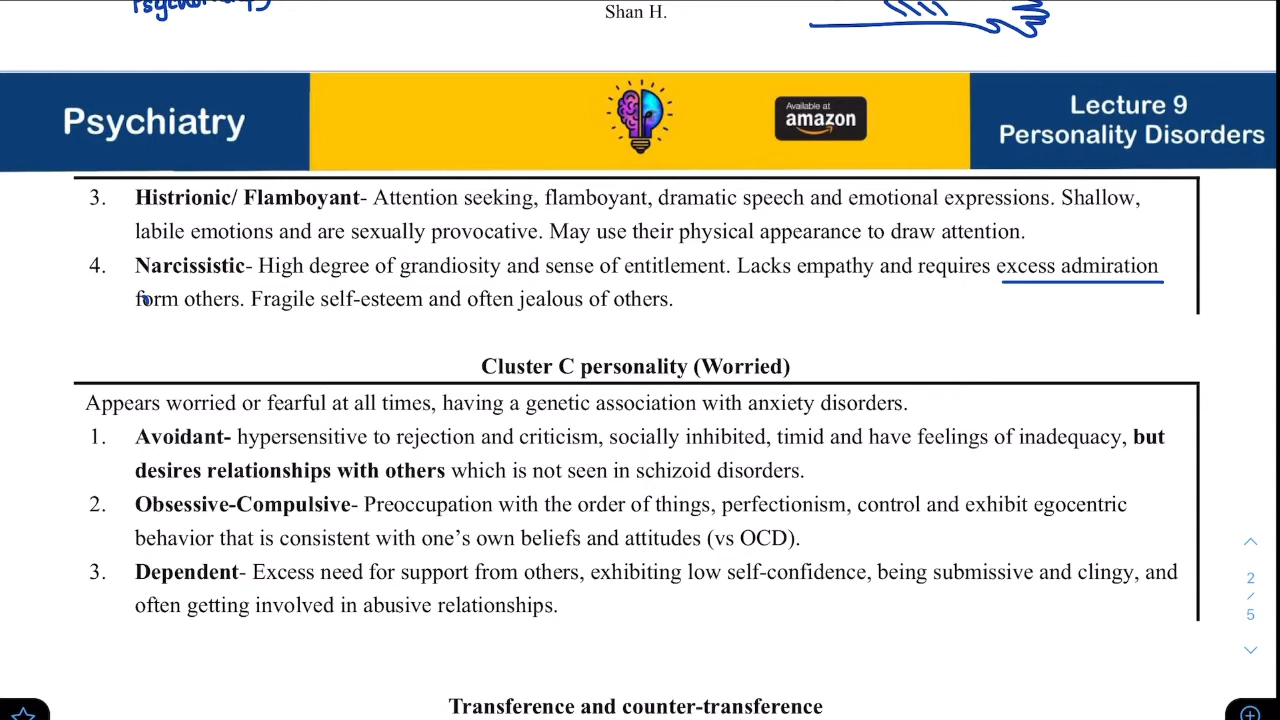 Psychotherapy
Shan H.
Psychiatry
Available at
amazon
Lecture 9
Personality Disorders
3. Histrionic/ Flamboyant- Attention seeking, flamboyant, dramatic speech and emotional expressions. Shallow,
labile emotions and are sexually provocative. May use their physical appearance to draw attention.
4. Narcissistic- High degree of grandiosity and sense of entitlement. Lacks empathy and requires excess admiration
form others. Fragile self-esteem and often jealous of others.
Cluster C personality (Worried)
Appears worried or fearful at all times, having a genetic association with anxiety disorders.
1. Avoidant- hypersensitive to rejection and criticism, socially inhibited, timid and have feelings of inadequacy, but
desires relationships with others which is not seen in schizoid disorders.
2. Obsessive-Compulsive- Preoccupation with the order of things, perfectionism, control and exhibit egocentric
behavior that is consistent with one’s own beliefs and attitudes (vs OCD).
3. Dependent- Excess need for support from others, exhibiting low self-confidence, being submissive and clingy, and
often getting involved in abusive relationships.
2
/
5
Transference and counter-transference